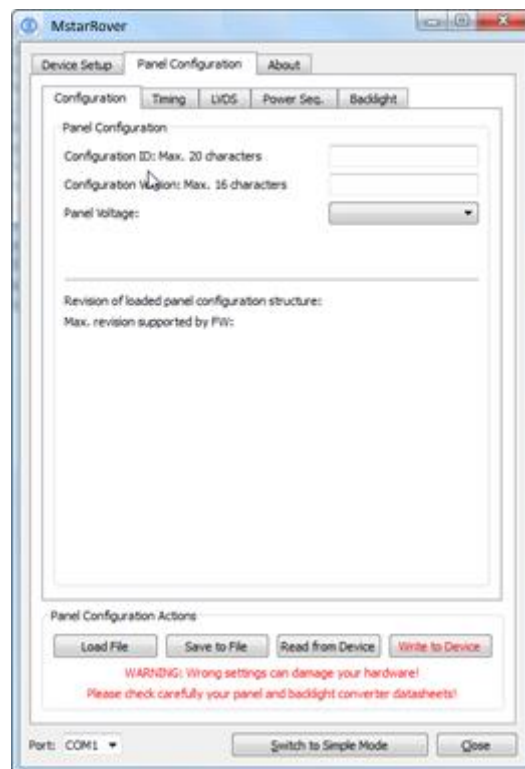 MstarRover
Device Setup Panel Configuration About
Configuration Timing LVDS Power Seq. Backlight
Panel Configuration
Configuration ID: Max. 20 characters
Configuration Version: Max. 16 characters
Panel Voltage:
Revision of loaded panel configuration structure:
Max. revision supported by FW:
Panel Configuration Actions
Load File Save to File Read from Device Write to Device
WARNING: Wrong settings can damage your hardware!
Please check carefully your panel and backlight converter datasheets!
Port: COM1 Switch to Simple Mode Close